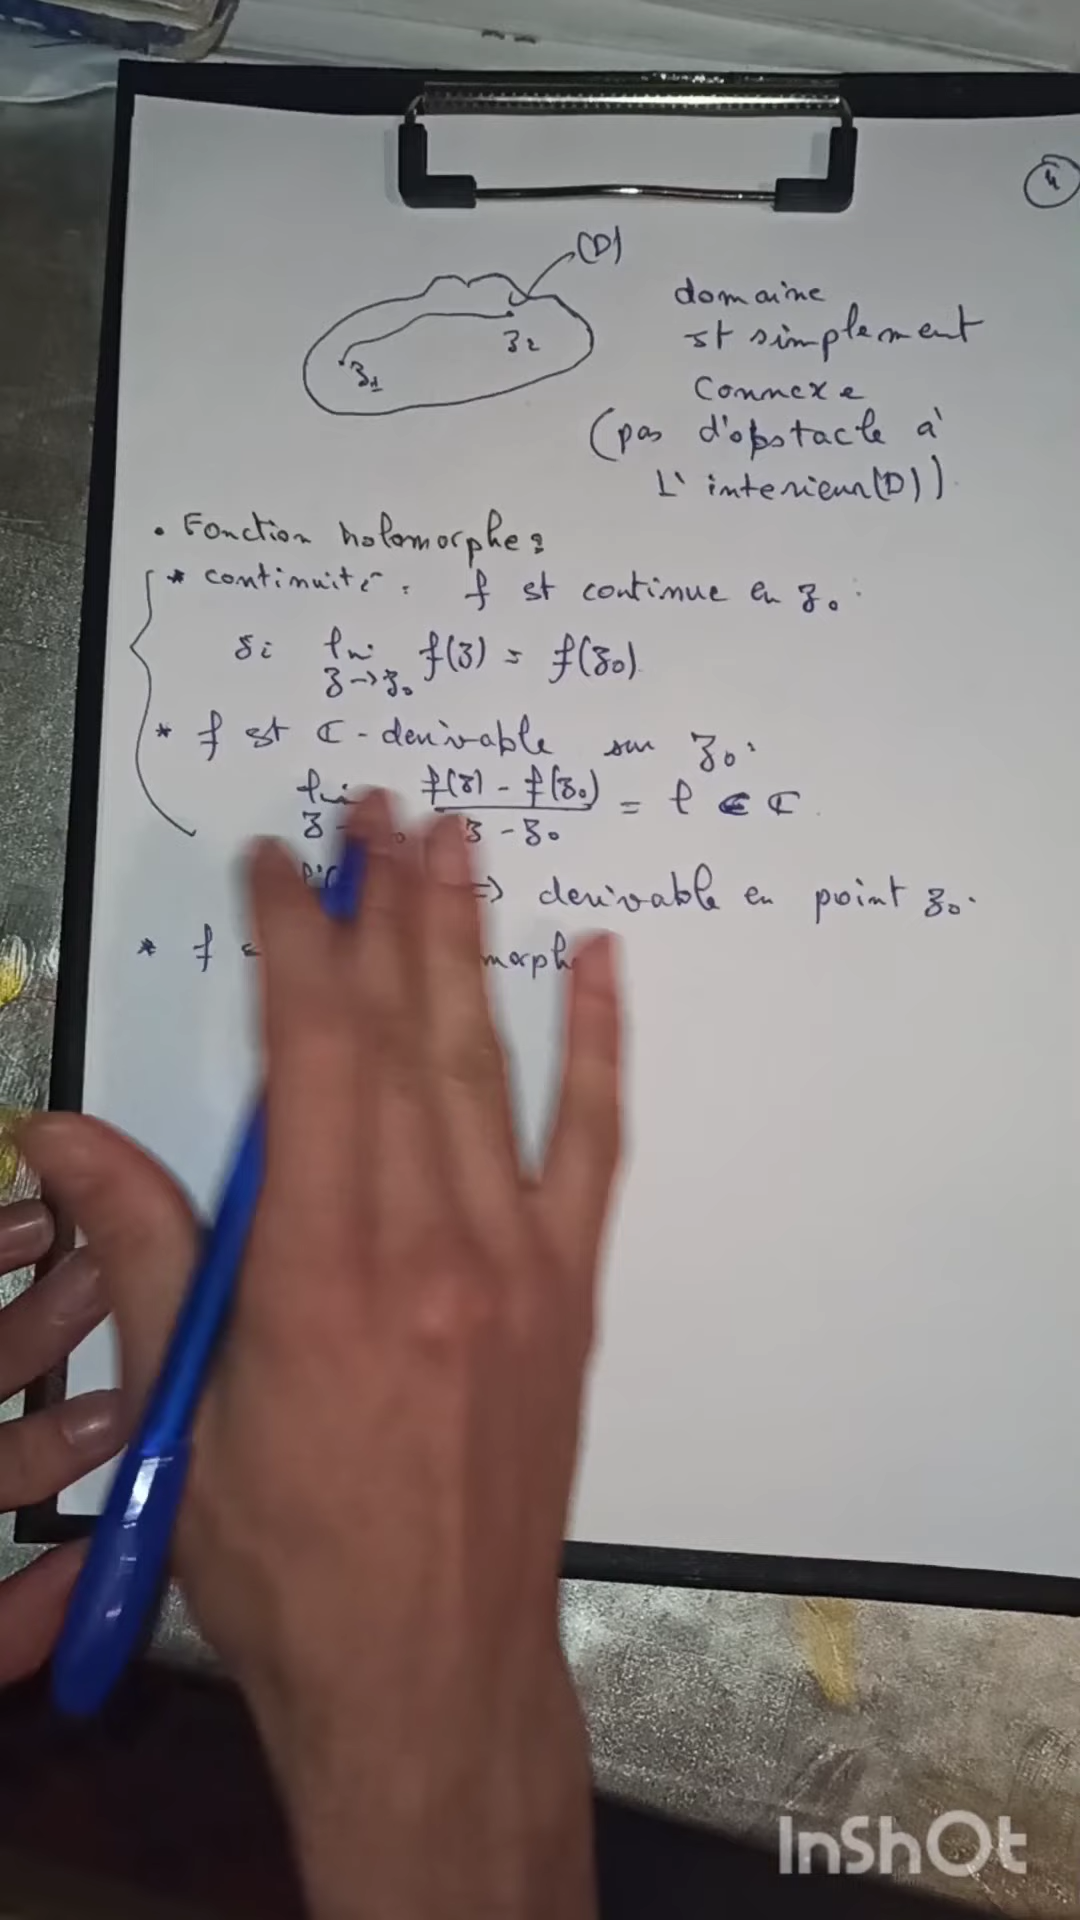 4
(D)
z1
z2
domaine
st simplement
connexe
(pas d'obstacle à
L'interieur(D))
• Fonction holomorphe:
* continuité: f st continue en z0:
si lim f(z) = f(z0)
z→z0
* f st ℂ-derivable sur z0:
f(z) - f(z0) = l ∈ ℂ
z - z0
=> derivable en point z0.
* f
InShOt